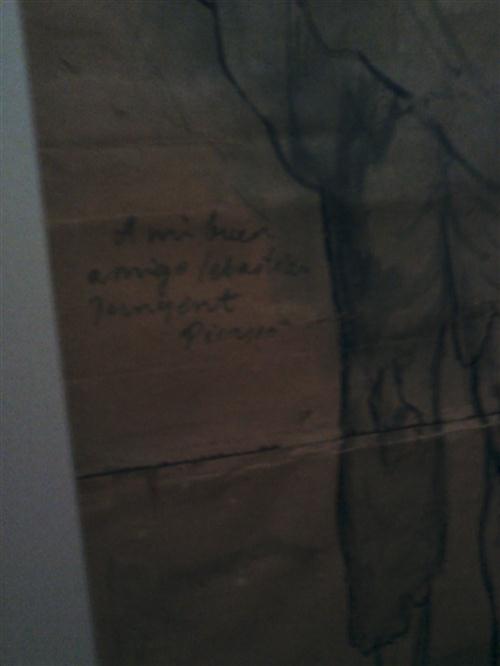 A mi buen
amigo Sebastian
Junyent
Picasso